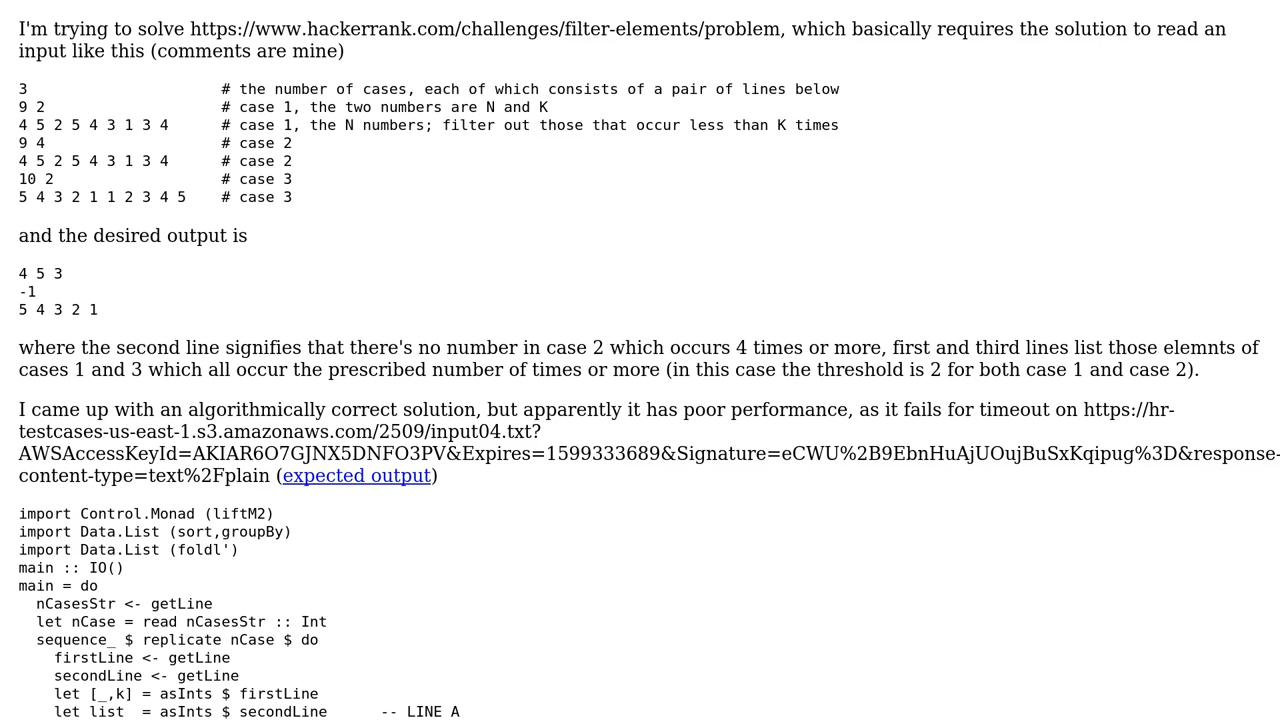 I'm trying to solve https://www.hackerrank.com/challenges/filter-elements/problem, which basically requires the solution to read an
input like this (comments are mine)
3                      # the number of cases, each of which consists of a pair of lines below
9 2                    # case 1, the two numbers are N and K
4 5 2 5 4 3 1 3 4      # case 1, the N numbers; filter out those that occur less than K times
9 4                    # case 2
4 5 2 5 4 3 1 3 4      # case 2
10 2                   # case 3
5 4 3 2 1 1 2 3 4 5    # case 3
and the desired output is
4 5 3
-1
5 4 3 2 1
where the second line signifies that there's no number in case 2 which occurs 4 times or more, first and third lines list those elemnts of
cases 1 and 3 which all occur the prescribed number of times or more (in this case the threshold is 2 for both case 1 and case 2).
I came up with an algorithmically correct solution, but apparently it has poor performance, as it fails for timeout on https://hr-
testcases-us-east-1.s3.amazonaws.com/2509/input04.txt?
AWSAccessKeyId=AKIAR6O7GJNX5DNFO3PV&Expires=1599333689&Signature=eCWU%2B9EbnHuAjUOujBuSxKqipug%3D&response-
content-type=text%2Fplain (expected output)
import Control.Monad (liftM2)
import Data.List (sort,groupBy)
import Data.List (foldl')
main :: IO()
main = do
  nCasesStr <- getLine
  let nCase = read nCasesStr :: Int
  sequence_ $ replicate nCase $ do
    firstLine <- getLine
    secondLine <- getLine
    let [_,k] = asInts $ firstLine
    let list  = asInts $ secondLine      -- LINE A